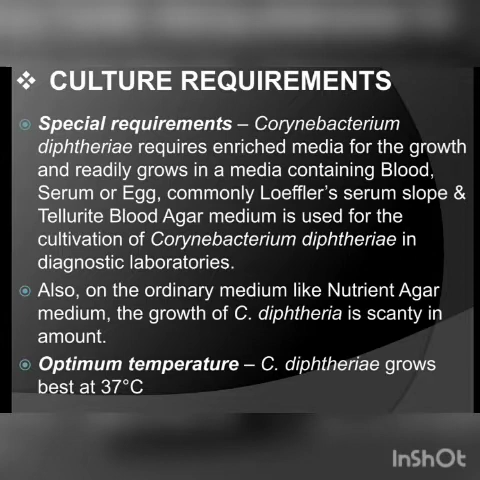 ❖ CULTURE REQUIREMENTS
Special requirements – Corynebacterium
diphtheriae requires enriched media for the growth
and readily grows in a media containing Blood,
Serum or Egg, commonly Loeffler's serum slope &
Tellurite Blood Agar medium is used for the
cultivation of Corynebacterium diphtheriae in
diagnostic laboratories.
Also, on the ordinary medium like Nutrient Agar
medium, the growth of C. diphtheria is scanty in
amount.
Optimum temperature – C. diphtheriae grows
best at 37°C
InShOt